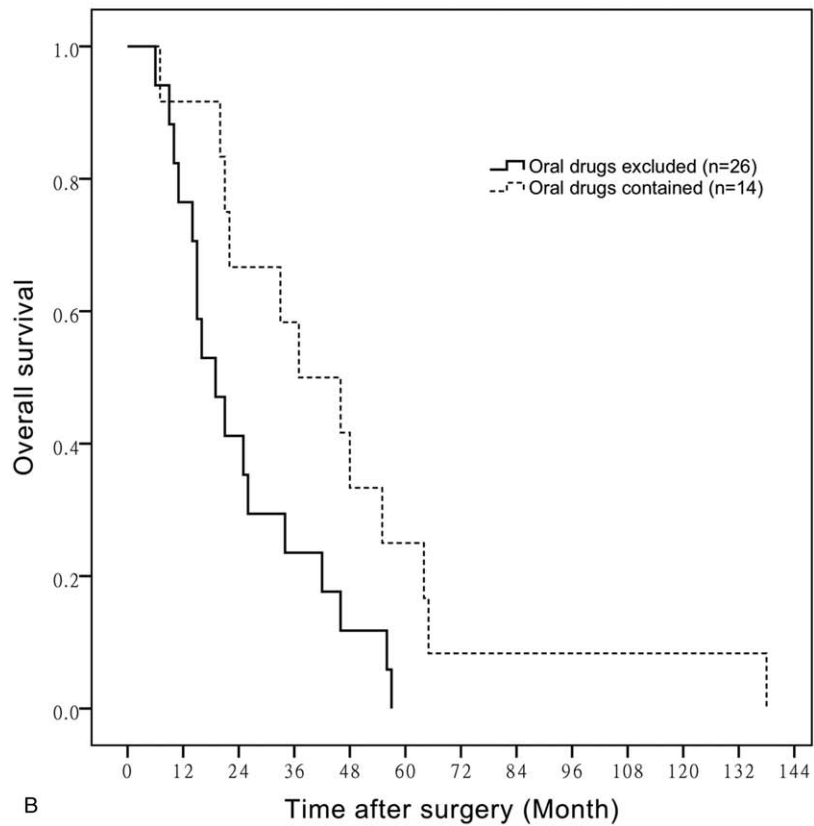 1.0
0.8
0.6
0.4
0.2
0.0
Overall survival
Oral drugs excluded (n=26)
Oral drugs contained (n=14)
0 12 24 36 48 60 72 84 96 108 120 132 144
Time after surgery (Month)
B